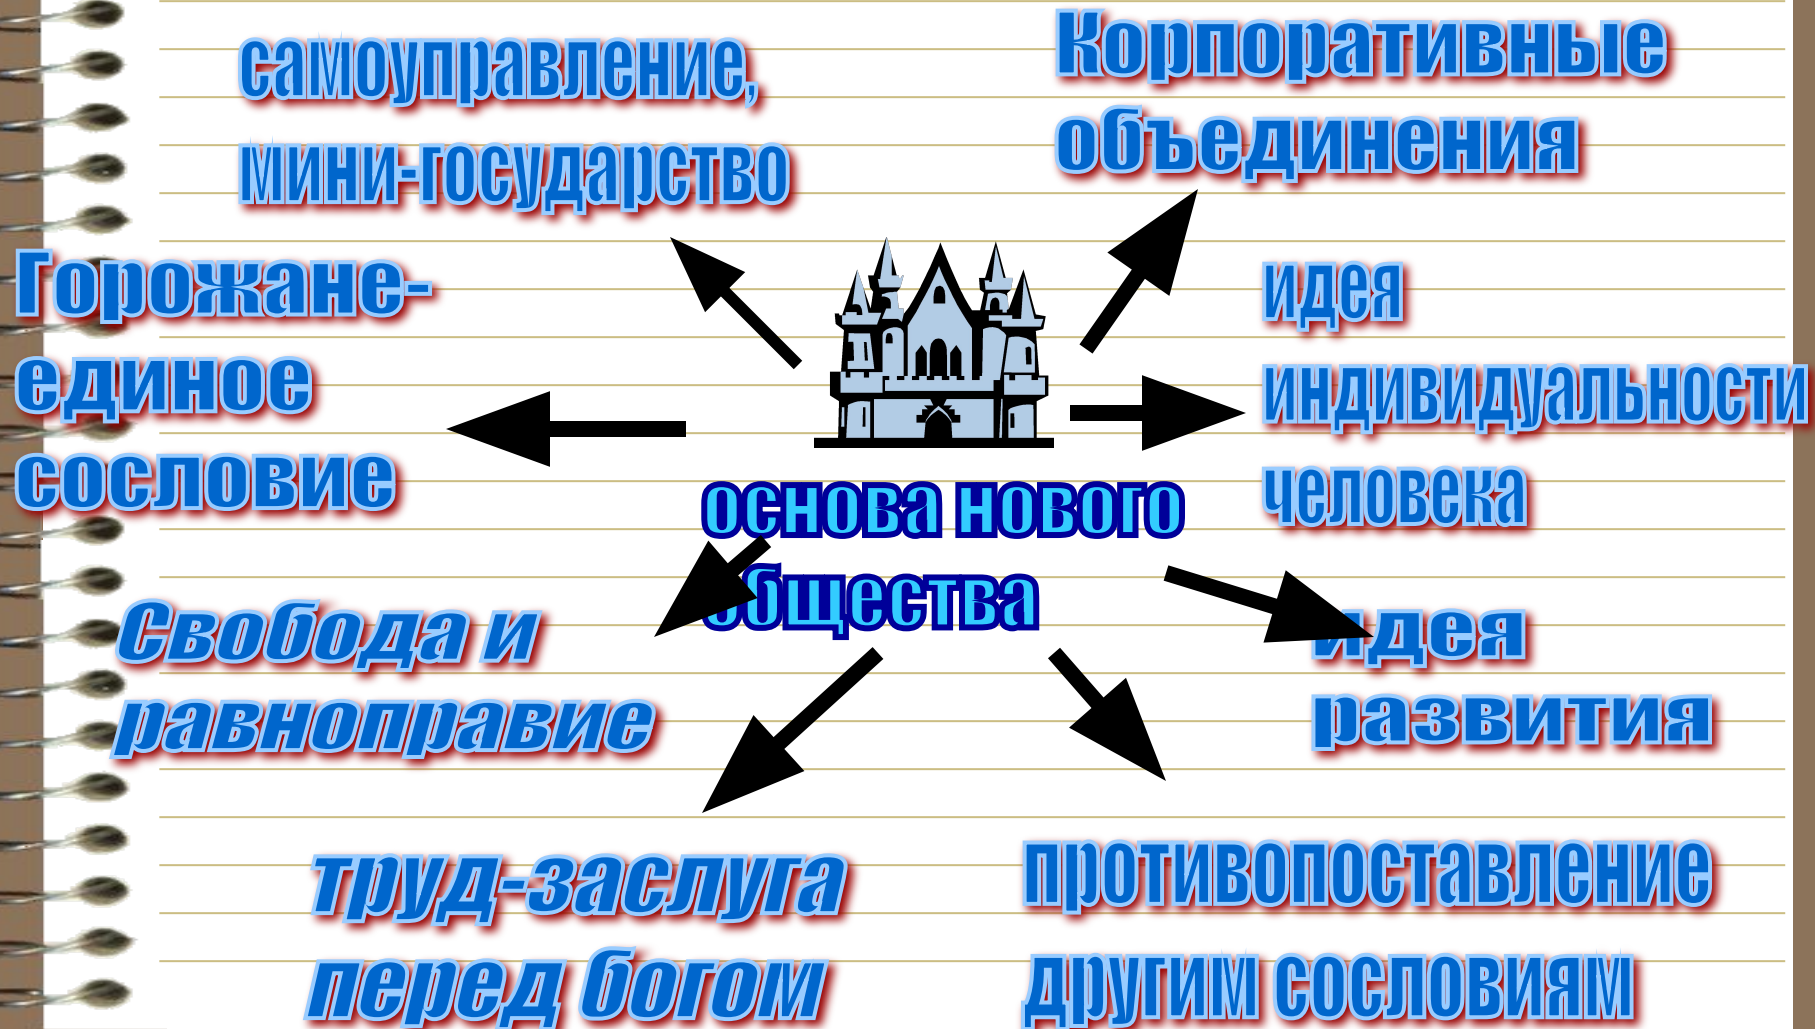 самоуправление,
мини-государство
Корпоративные
объединения
Горожане-
единое
сословие
идея
индивидуальности
человека
основа нового
общества
Свобода и
равноправие
идея
развития
труд-заслуга
перед богом
противопоставление
другим сословиям